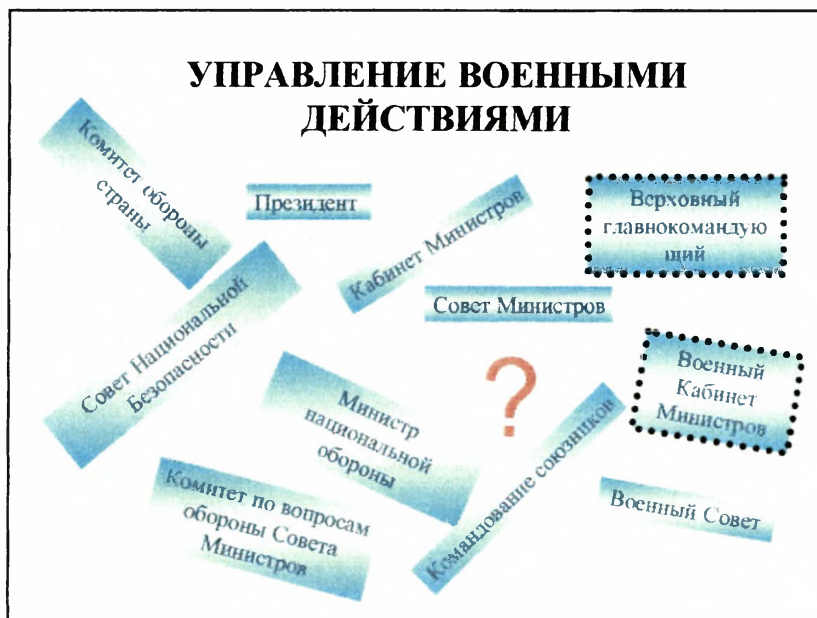 УПРАВЛЕНИЕ ВОЕННЫМИ
ДЕЙСТВИЯМИ
Комитет обороны
страны
Президент
Кабинет Министров
Верховный
главнокомандую
щий
Совет Национальной
Безопасности
Совет Министров
?
Военный
Кабинет
Министров
Министр
национальной
обороны
Командование союзников
Комитет по вопросам
обороны Совета
Министров
Военный Совет